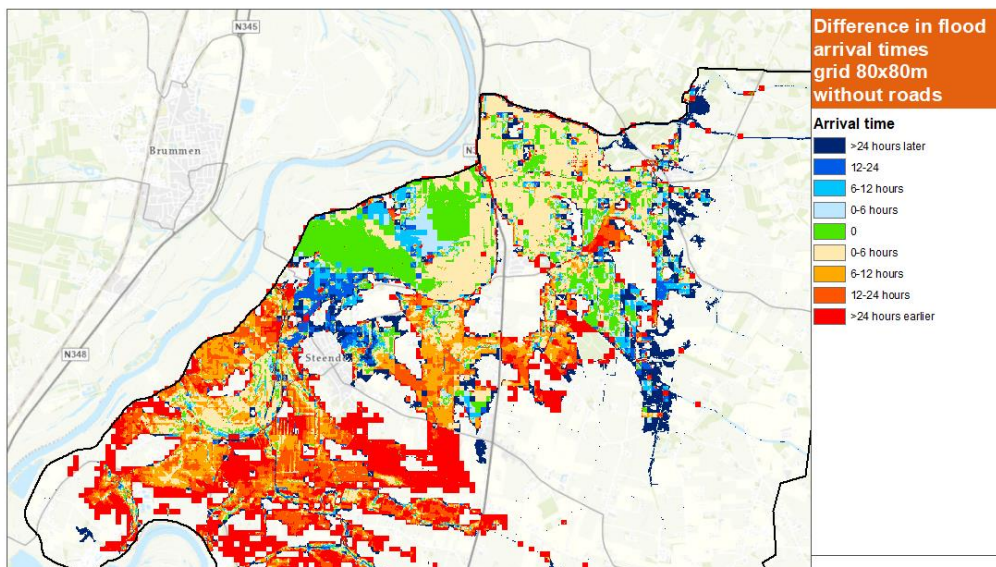 Difference in flood
arrival times
grid 80x80m
without roads
Arrival time
>24 hours later
12-24
6-12 hours
0-6 hours
0
0-6 hours
6-12 hours
12-24 hours
>24 hours earlier
N345
Brummen
N348